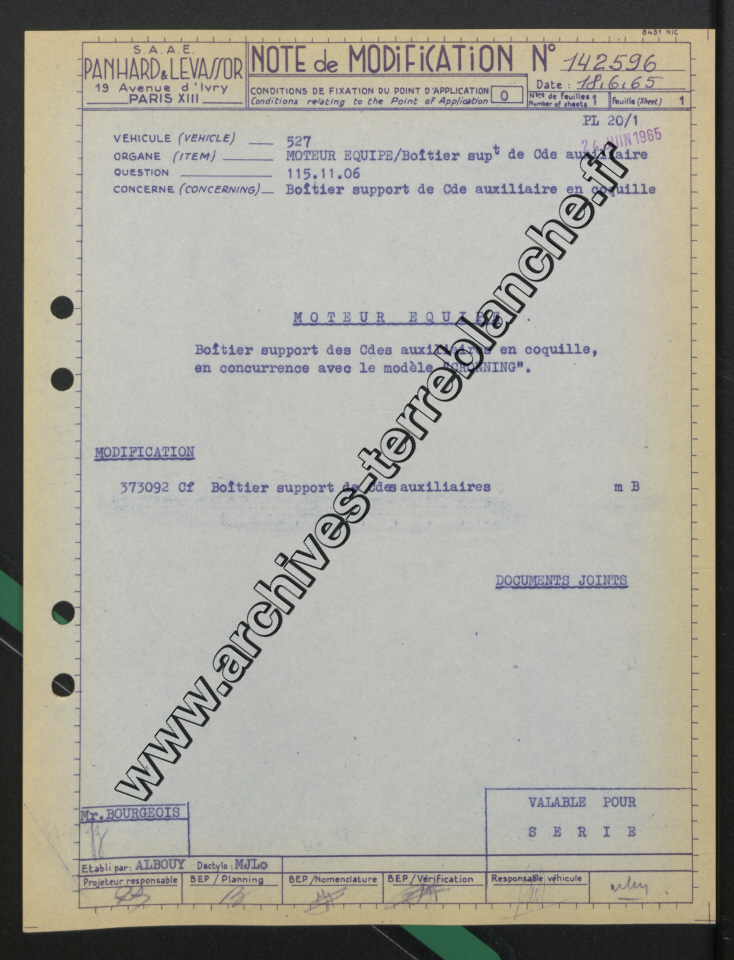 8431 NIC
S.A.A.E.
PANHARD & LEVASSOR
19 Avenue d'Ivry
PARIS XIII
NOTE de MODiFiCATiON N° 142596
CONDITIONS DE FIXATION DU POINT D'APPLICATION
Conditions relating to the Point of Application
0
Date : 18.6.65
Nbre de Feuilles 1
Number of sheets
Feuille (Sheet) 1
PL 20/1
24 JUIN 1965
VEHICULE (VEHICLE) 527
ORGANE (ITEM) MOTEUR EQUIPE/Boîtier supt de Cde auxiliaire
QUESTION 115.11.06
CONCERNE (CONCERNING) Boîtier support de Cde auxiliaire en coquille
MOTEUR EQUIPE
Boîtier support des Cdes auxiliaires en coquille,
en concurrence avec le modèle "CRONNING".
MODIFICATION
373092 Cf Boîtier support de Cdes auxiliaires m B
DOCUMENTS JOINTS
www.archives-terreblanche.fr
Mr. BOURGEOIS
VALABLE POUR
SERIE
Etabli par: ALBOUY Dactylo: MJLo
Projeteur responsable
BEP / Planning
BEP / Nomenclature
BEP / Vérification
Responsable véhicule